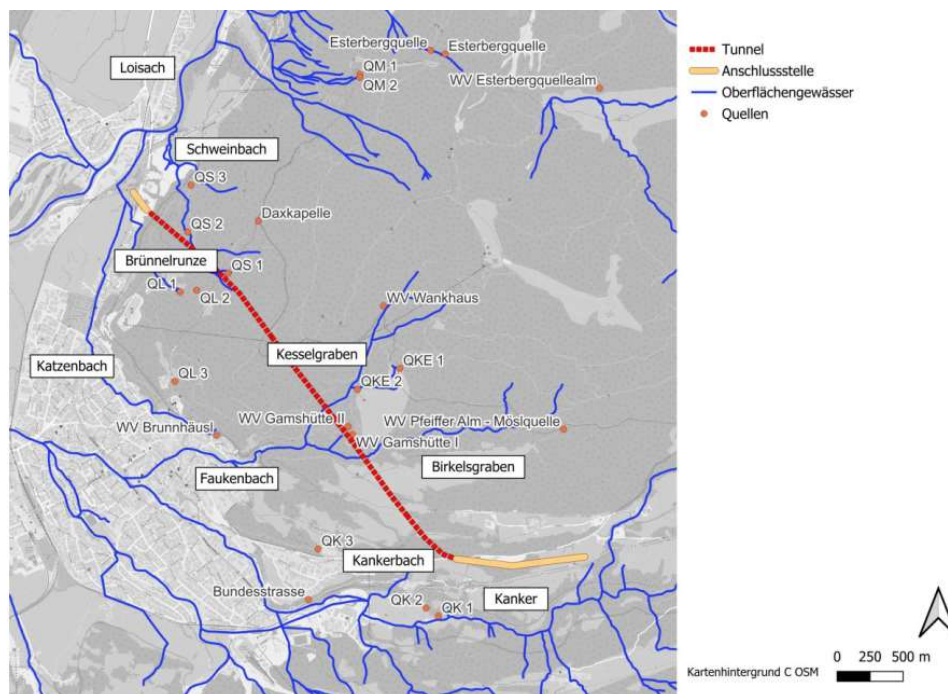 Esterbergquelle
Esterbergquelle
Loisach
QM 1
QM 2
WV Esterbergquellealm
Schweinbach
QS 3
Daxkapelle
QS 2
Brünnelrunze
QS 1
QL 1
QL 2
WV Wankhaus
Kesselgraben
Katzenbach
QKE 1
QL 3
QKE 2
WV Gamshütte II
WV Pfeiffer Alm - Möslquelle
WV Brunnhäusl
WV Gamshütte I
Birkelsgraben
Faukenbach
QK 3
Kankerbach
Bundesstrasse
QK 2
QK 1
Kanker
Tunnel
Anschlussstelle
Oberflächengewässer
Quellen
Kartenhintergrund C OSM
0 250 500 m